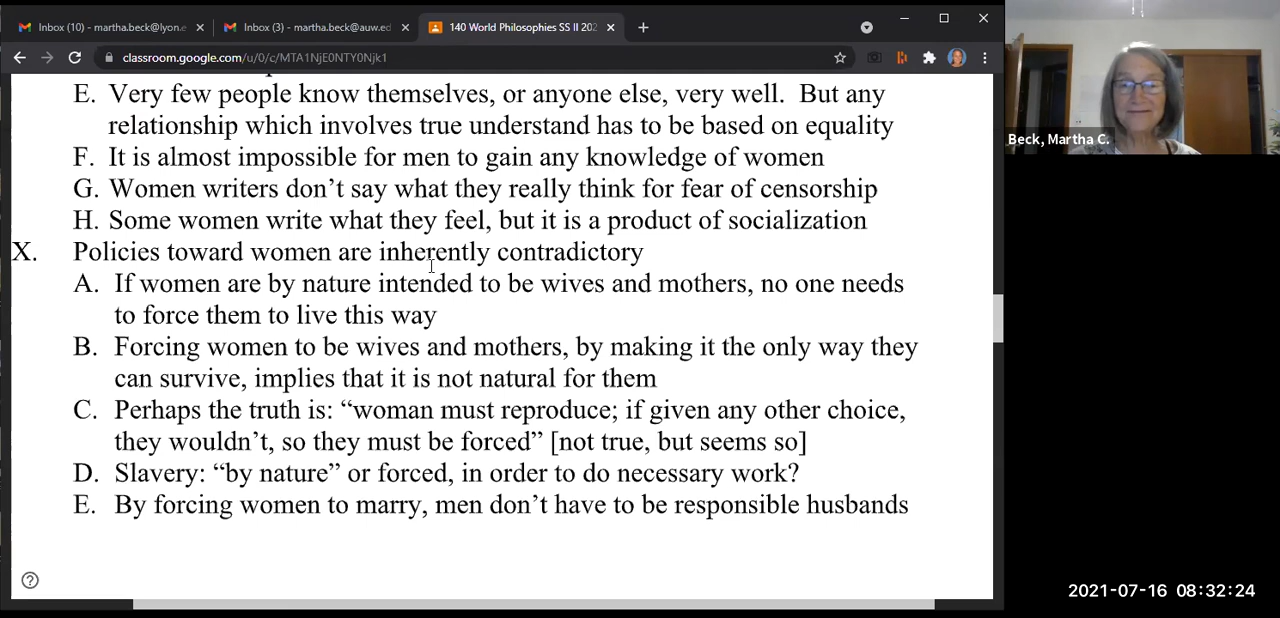 Inbox (10) - martha.beck@lyon.e
Inbox (3) - martha.beck@auw.ed
140 World Philosophies SS II 202
classroom.google.com/u/0/c/MTA1NjE0NTY0Njk1
E. Very few people know themselves, or anyone else, very well. But any
relationship which involves true understand has to be based on equality
F. It is almost impossible for men to gain any knowledge of women
G. Women writers don’t say what they really think for fear of censorship
H. Some women write what they feel, but it is a product of socialization
X. Policies toward women are inherently contradictory
A. If women are by nature intended to be wives and mothers, no one needs
to force them to live this way
B. Forcing women to be wives and mothers, by making it the only way they
can survive, implies that it is not natural for them
C. Perhaps the truth is: “woman must reproduce; if given any other choice,
they wouldn’t, so they must be forced” [not true, but seems so]
D. Slavery: “by nature” or forced, in order to do necessary work?
E. By forcing women to marry, men don’t have to be responsible husbands
Beck, Martha C.
2021-07-16 08:32:24